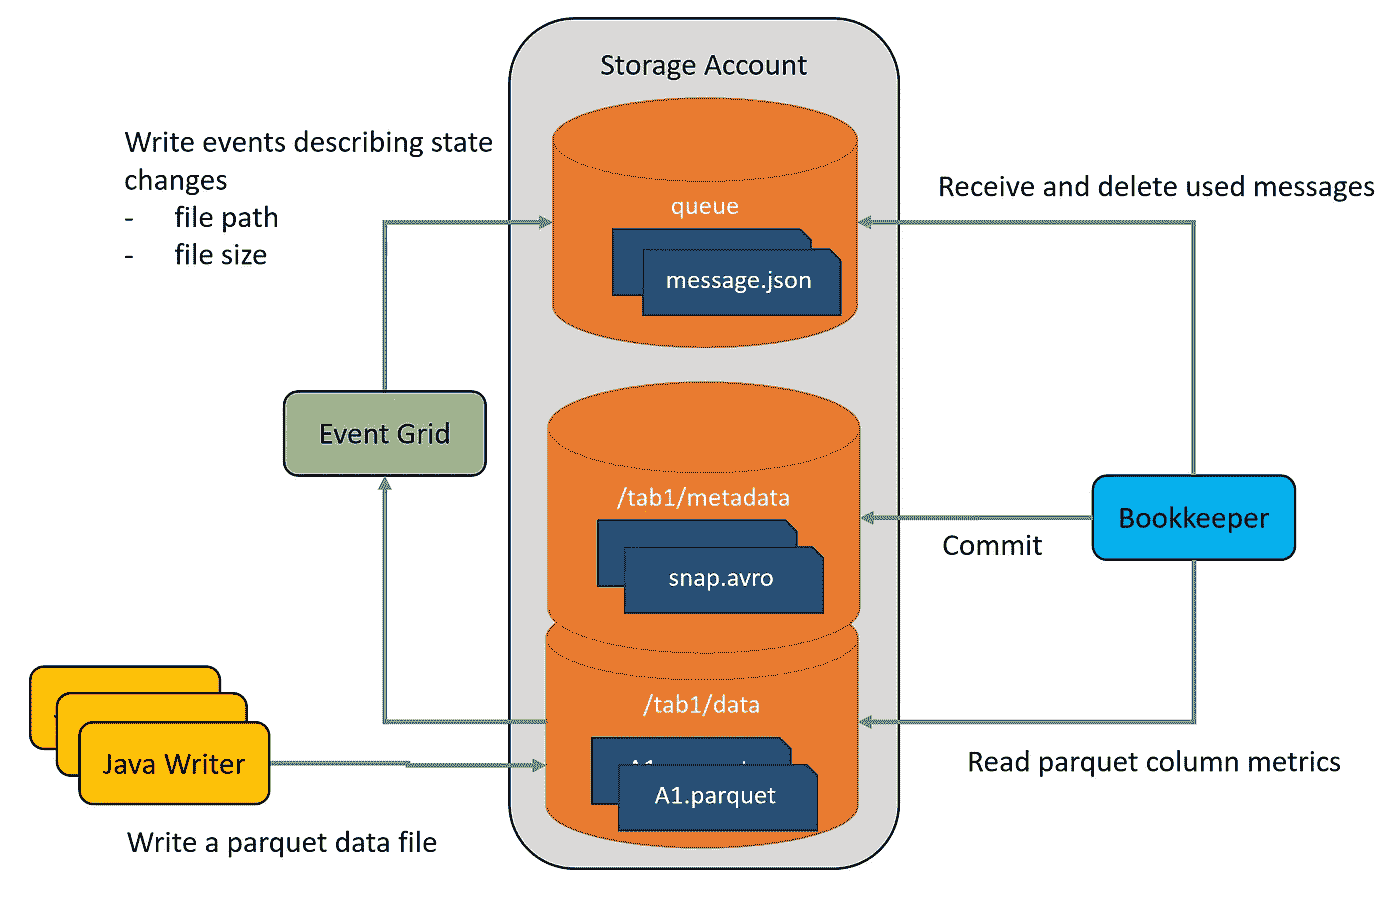 Storage Account
Write events describing state
changes
- file path
- file size
queue
message.json
Receive and delete used messages
Event Grid
/tab1/metadata
snap.avro
Commit
Bookkeeper
/tab1/data
A1.parquet
Java Writer
Write a parquet data file
Read parquet column metrics